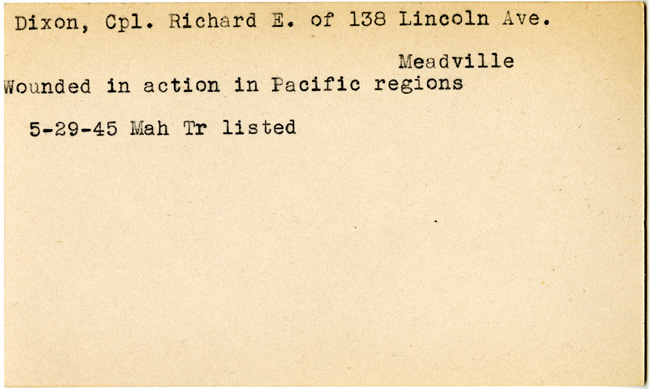 Dixon, Cpl. Richard E. of 138 Lincoln Ave.
Meadville
Wounded in action in Pacific regions
5-29-45 Mah Tr listed